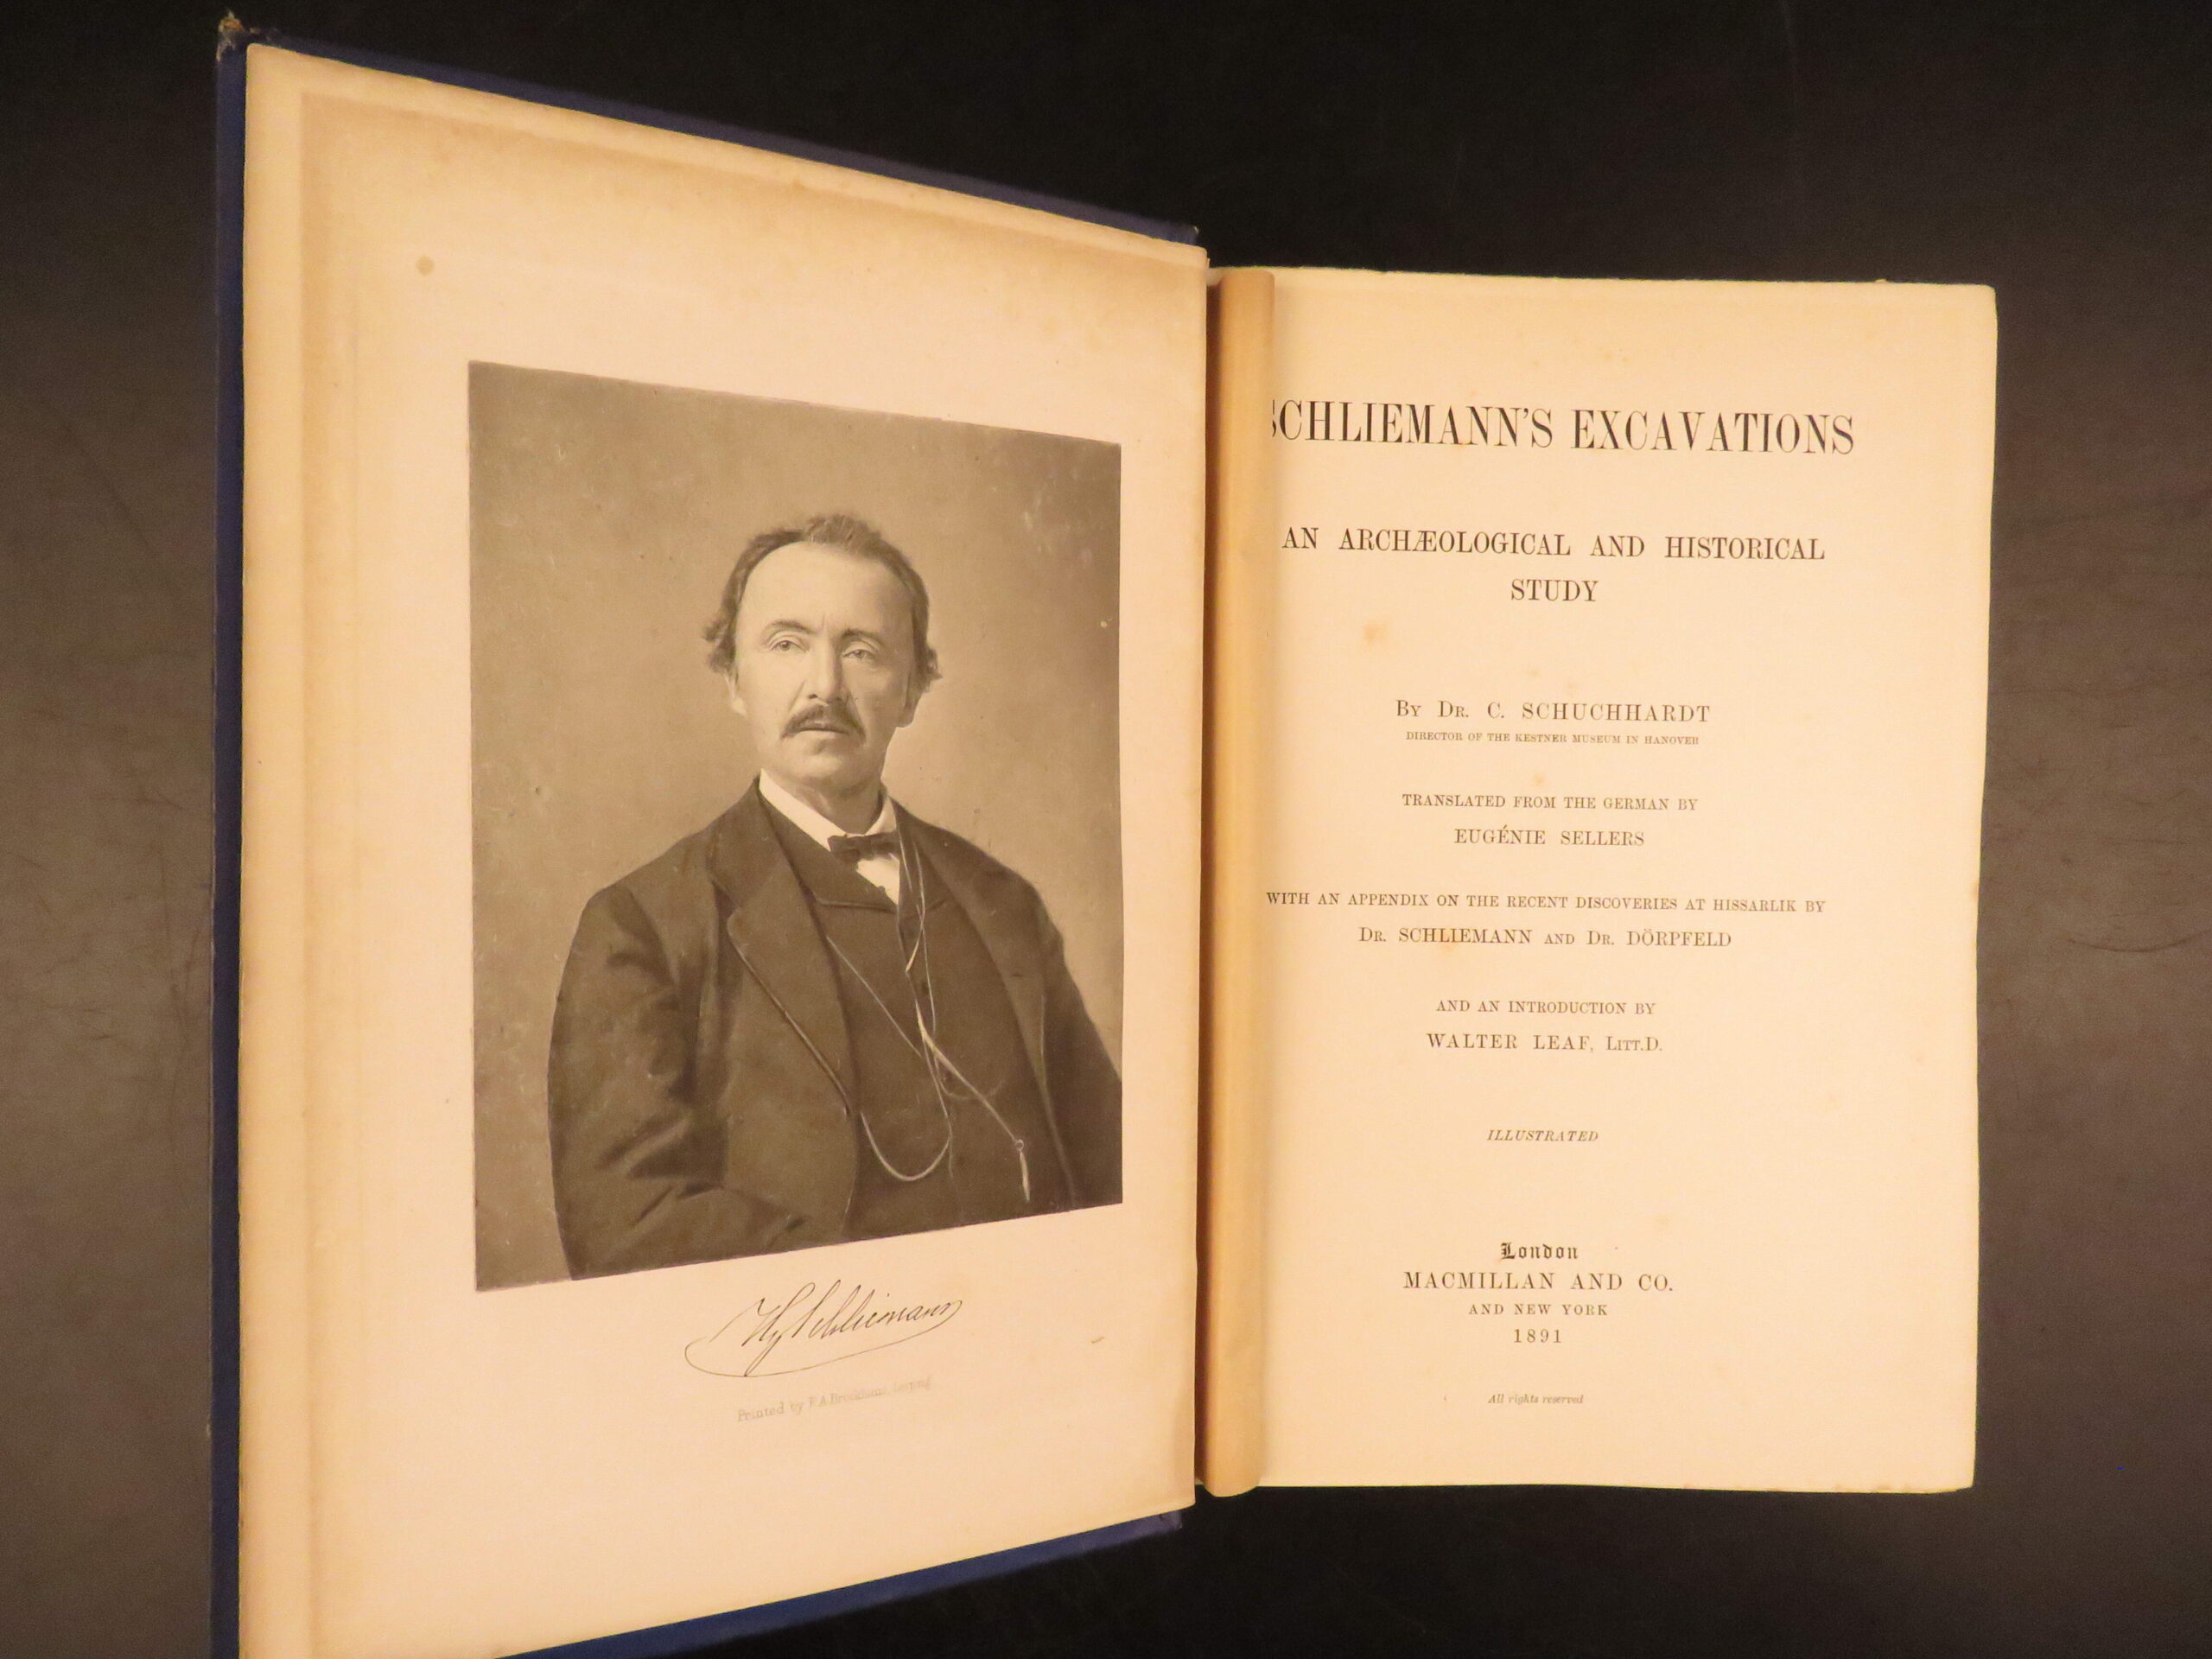 Hy Schliemann
Printed by F.A. Brockhaus, Leipzig.
SCHLIEMANN'S EXCAVATIONS
AN ARCHÆOLOGICAL AND HISTORICAL
STUDY
By Dr. C. SCHUCHHARDT
DIRECTOR OF THE KESTNER MUSEUM IN HANOVER
TRANSLATED FROM THE GERMAN BY
EUGÉNIE SELLERS
WITH AN APPENDIX ON THE RECENT DISCOVERIES AT HISSARLIK BY
Dr. SCHLIEMANN AND Dr. DÖRPFELD
AND AN INTRODUCTION BY
WALTER LEAF, Litt.D.
ILLUSTRATED
London
MACMILLAN AND CO.
AND NEW YORK
1891
All rights reserved